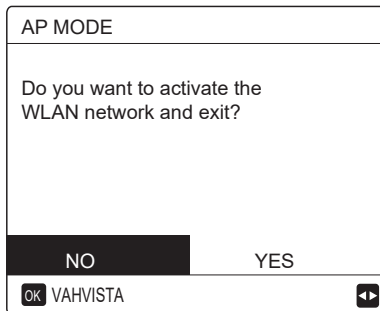 AP MODE
Do you want to activate the
WLAN network and exit?
NO YES
OK VAHVISTA